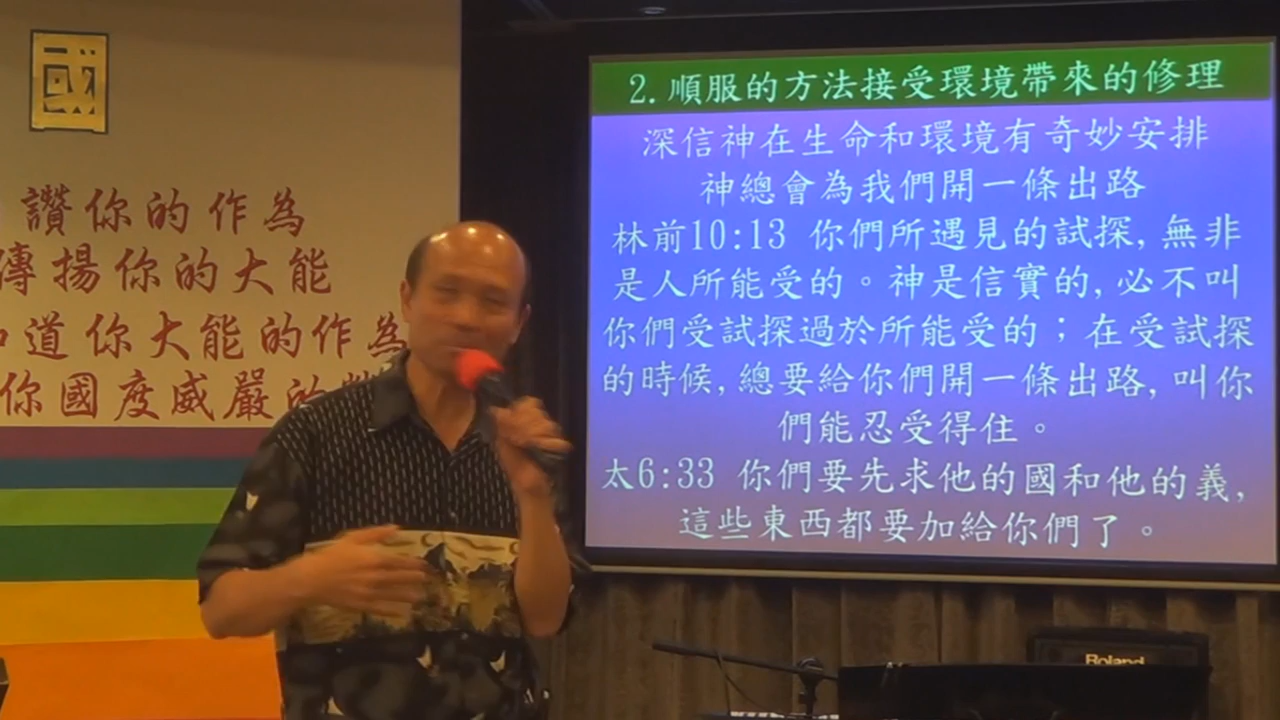 國
讚你的作為
傳揚你的大能
道你大能的作為
你國度威嚴的
2.順服的方法接受環境帶來的修理
深信神在生命和環境有奇妙安排
神總會為我們開一條出路
林前10:13 你們所遇見的試探,無非
是人所能受的。神是信實的,必不叫
你們受試探過於所能受的；在受試探
的時候,總要給你們開一條出路,叫你
們能忍受得住。
太6:33 你們要先求他的國和他的義,
這些東西都要加給你們了。
Roland